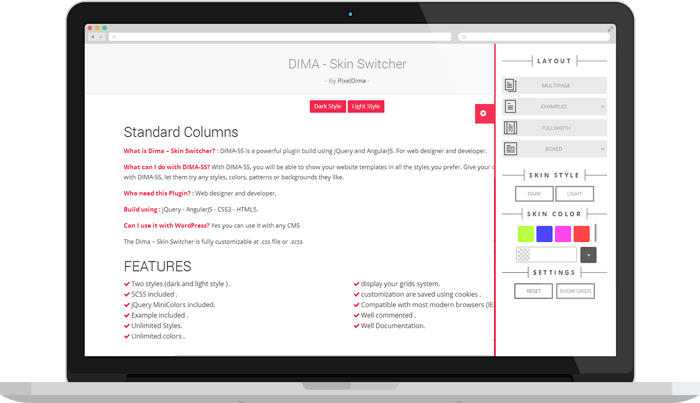 DIMA - Skin Switcher
- By PixelDima -
Dark Style Light Style
Standard Columns
What is Dima – Skin Switcher? : DIMA-SS is a powerful plugin build using jQuery and AngularJS. For web designer and developer.
What can I do with DIMA-SS? With DIMA-SS, you will be able to show your website templates in all the styles you prefer. Give your
with DIMA-SS, let them try any styles, colors, patterns or backgrounds they like.
Who need this Plugin? : Web designer and developer.
Build using : jQuery - AngularJS - CSS3 - HTML5.
Can I use it with WordPress? Yes you can use it with any CMS
The Dima – Skin Switcher is fully customizable at .css file or .scss
FEATURES
Two styles (dark and light style ) .
SCSS included .
jQuery MiniColors included.
Example included .
Unlimited Styles.
Unlimited colors .
display your grids system.
customization are saved using cookies .
Compatible with most modern browsers (IE
Well commented .
Well Documentation.
LAYOUT
MULTIPAGE
EXAMPLES
FULLWIDTH
BOXED
SKIN STYLE
DARK LIGHT
SKIN COLOR
SETTINGS
RESET SHOW GRIDS